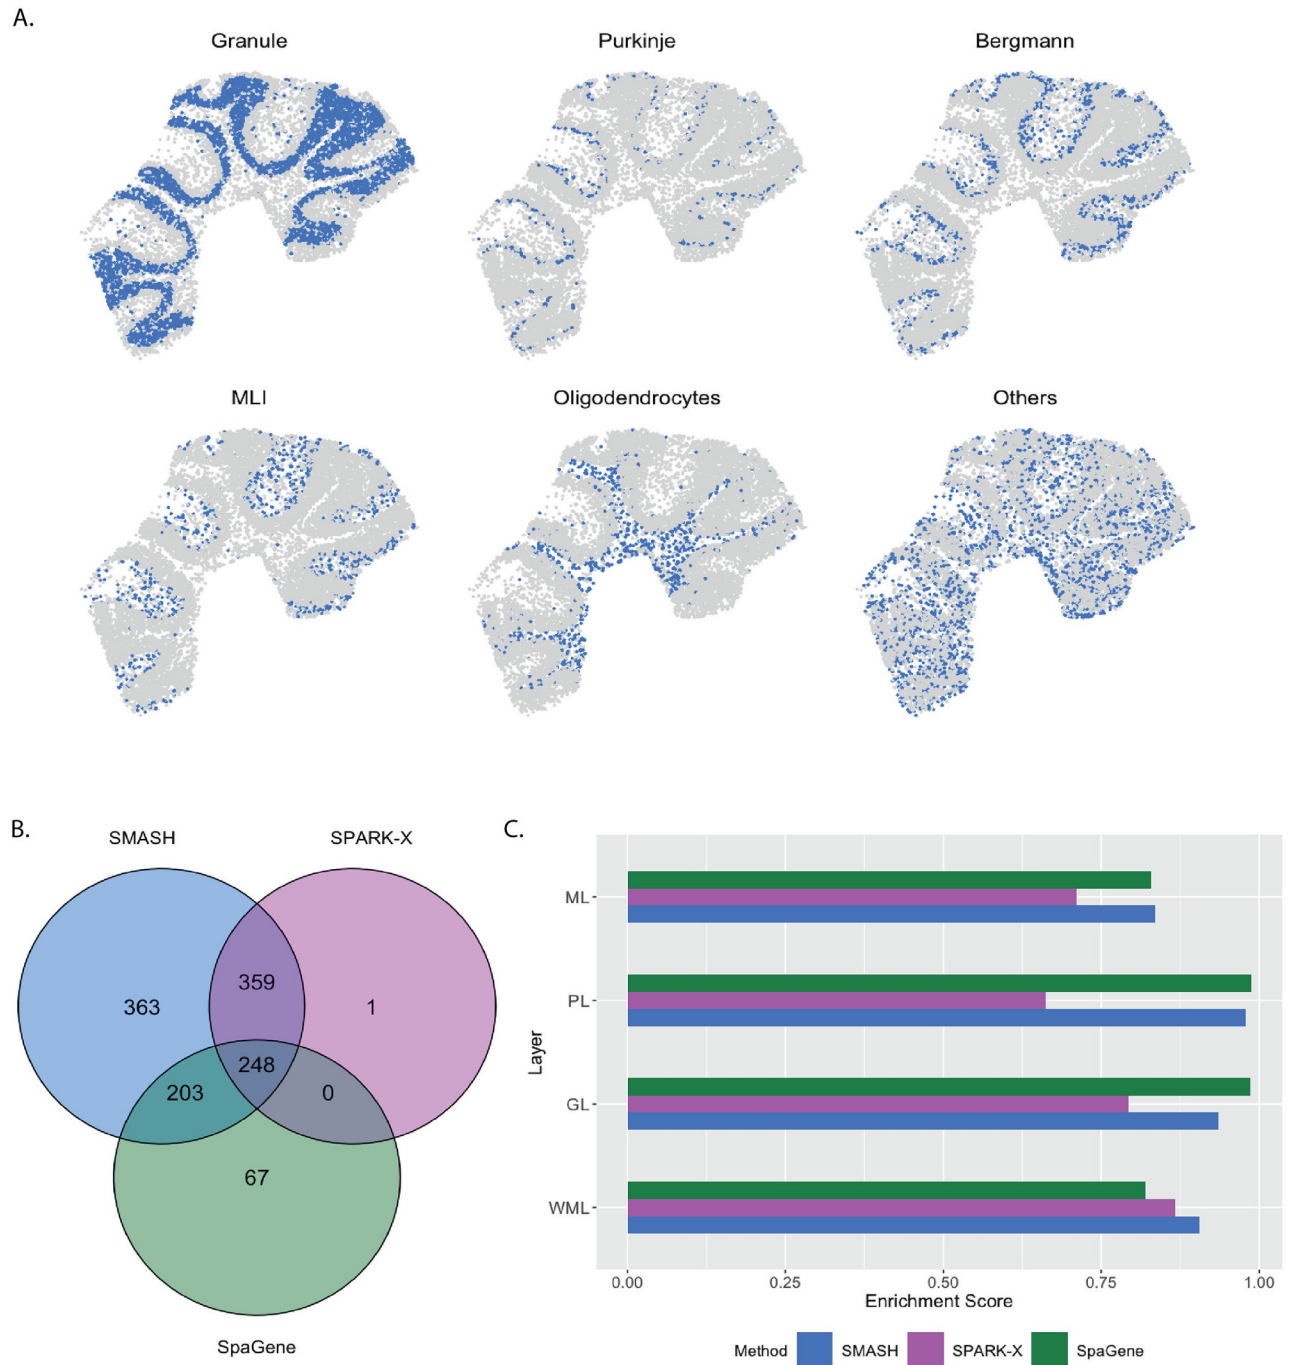 A.
Granule
Purkinje
Bergmann
MLI
Oligodendrocytes
Others
B.
SMASH
SPARK-X
359
363
1
248
203
0
67
SpaGene
C.
Layer
ML
PL
GL
WML
0.00 0.25 0.50 0.75 1.00
Enrichment Score
Method SMASH SPARK-X SpaGene